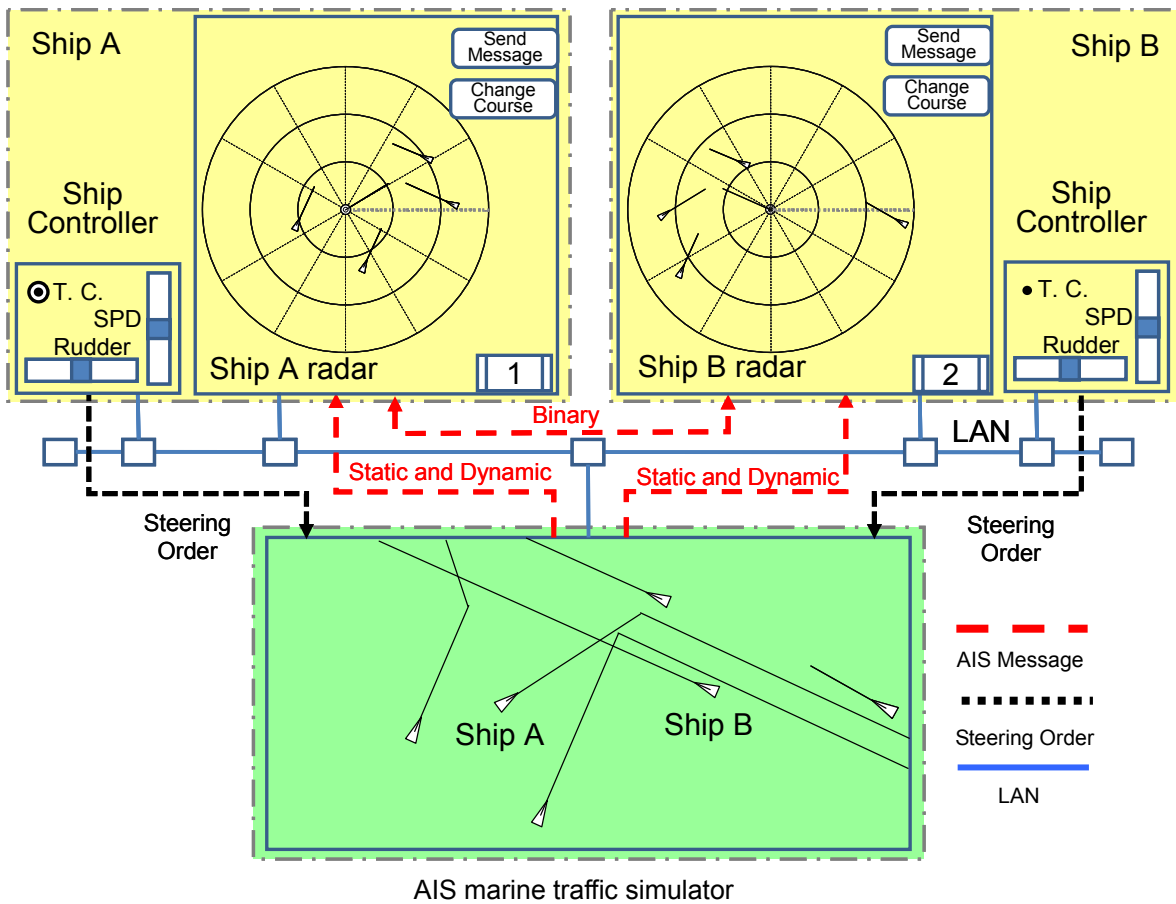 Ship A
Send
Message
Change
Course
Ship
Controller
T. C.
SPD
Rudder
Ship A radar
1
Ship B
Send
Message
Change
Course
Ship
Controller
T. C.
SPD
Rudder
Ship B radar
2
Binary
LAN
Static and Dynamic
Static and Dynamic
Steering
Order
Steering
Order
Ship A
Ship B
AIS Message
Steering Order
LAN
AIS marine traffic simulator